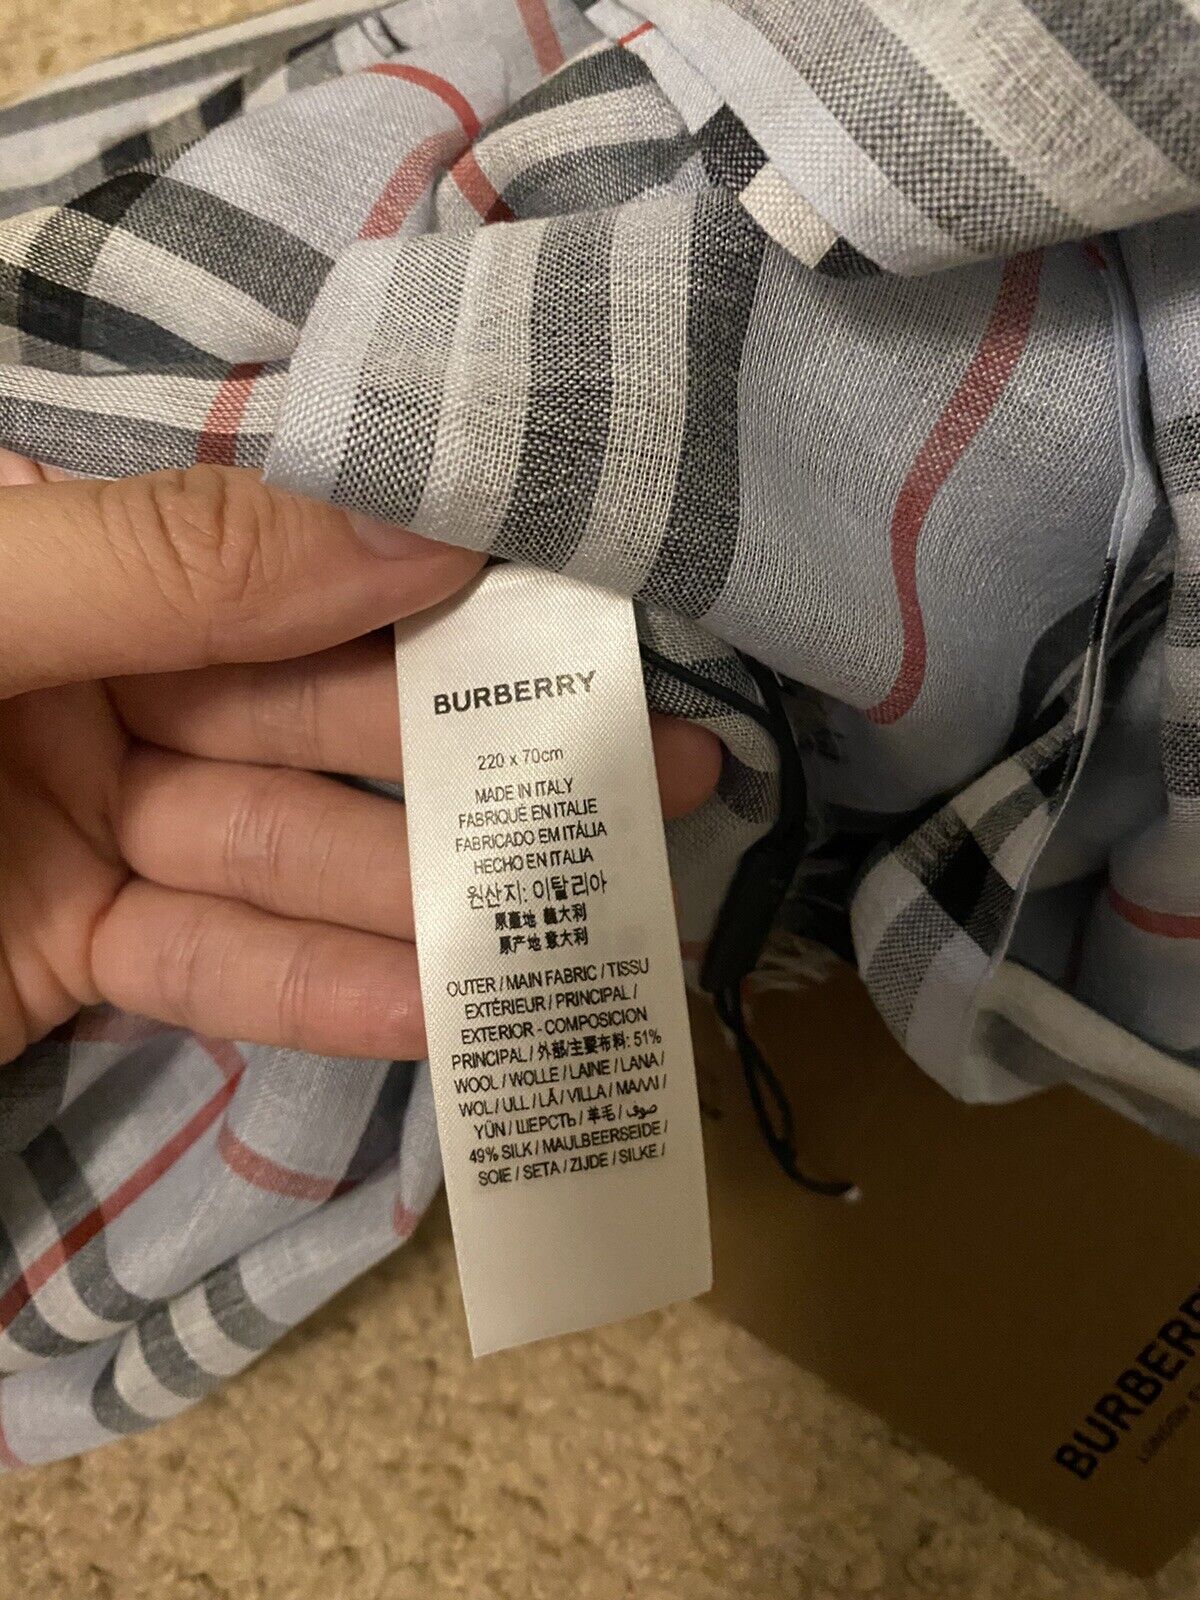 BURBERRY
220 x 70cm
MADE IN ITALY
FABRIQUÉ EN ITALIE
FABRICADO EM ITÁLIA
HECHO EN ITALIA
원산지: 이탈리아
原產地 義大利
原产地 意大利
OUTER / MAIN FABRIC / TISSU
EXTÉRIEUR / PRINCIPAL /
EXTERIOR - COMPOSICION
PRINCIPAL / 外部/主要布料: 51%
WOOL / WOLLE / LAINE / LANA /
WOL / ULL / LÃ / VILLA / ΜΑΛΛΙ /
YÜN / ШЕРСТЬ / 羊毛 / صوف /
49% SILK / MAULBEERSEIDE /
SOIE / SETA / ZIJDE / SILKE /
BURBERRY
LONDON